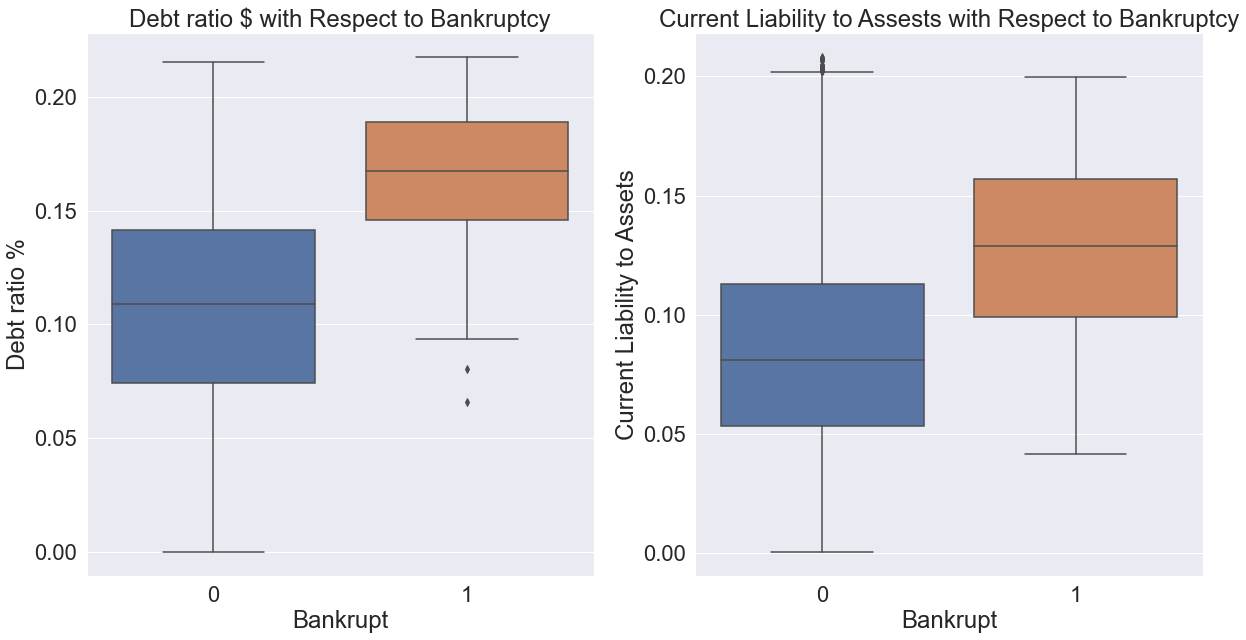 Debt ratio $ with Respect to Bankruptcy
Debt ratio %
0.20
0.15
0.10
0.05
0.00
0 1
Bankrupt
Current Liability to Assests with Respect to Bankruptcy
Current Liability to Assets
0.20
0.15
0.10
0.05
0.00
0 1
Bankrupt